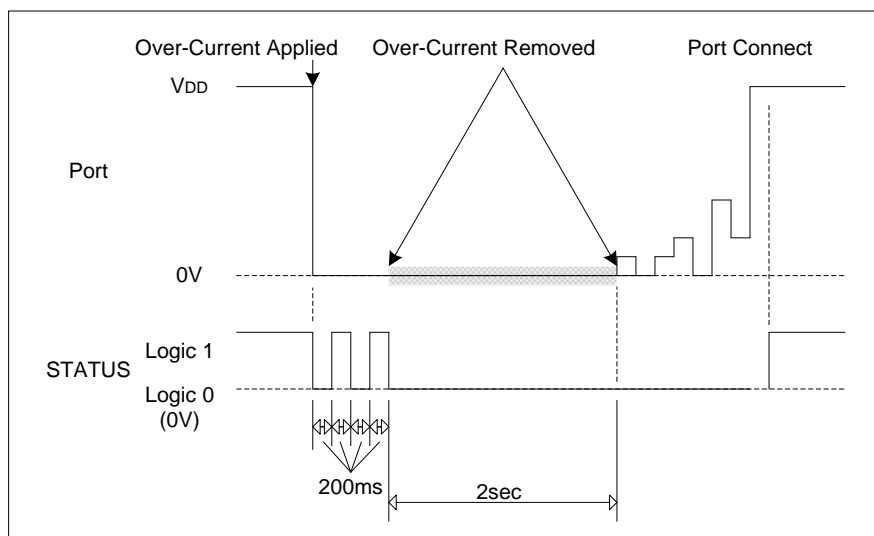 Over-Current Applied Over-Current Removed Port Connect
VDD
Port
0V
Logic 1
STATUS
Logic 0
(0V)
200ms
2sec